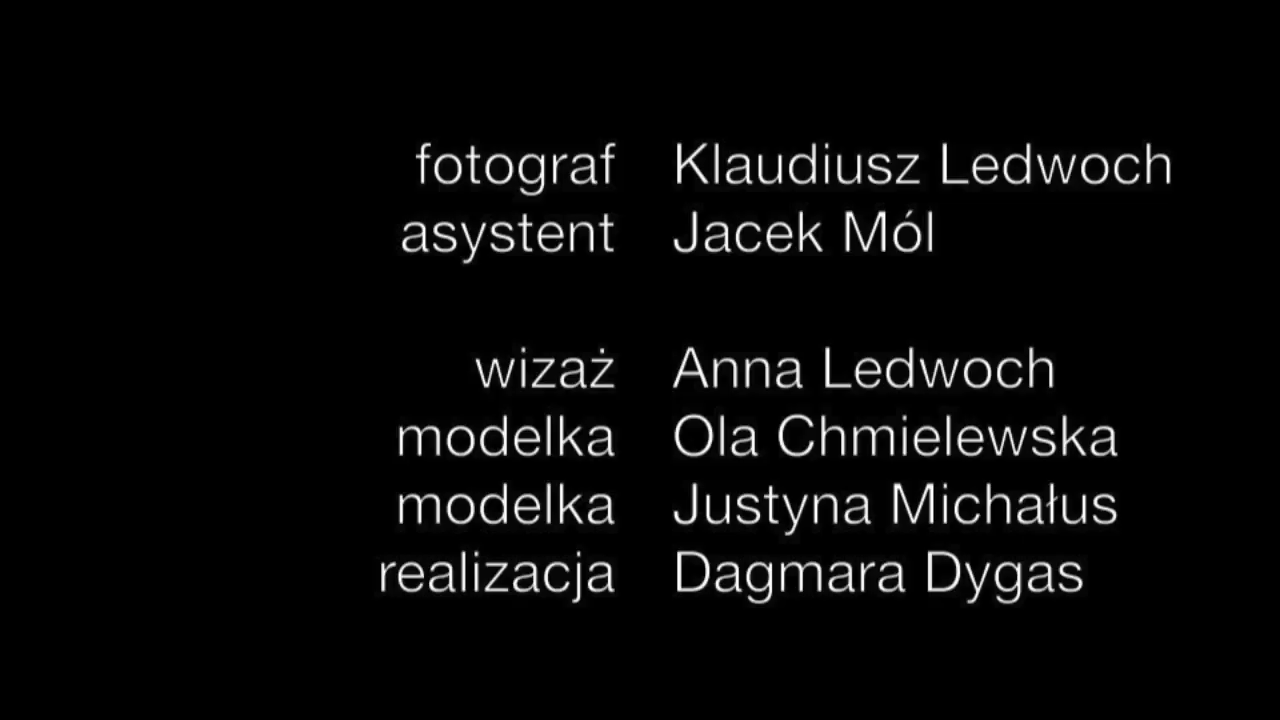 fotograf Klaudiusz Ledwoch
asystent Jacek Mól
wizaż Anna Ledwoch
modelka Ola Chmielewska
modelka Justyna Michałus
realizacja Dagmara Dygas